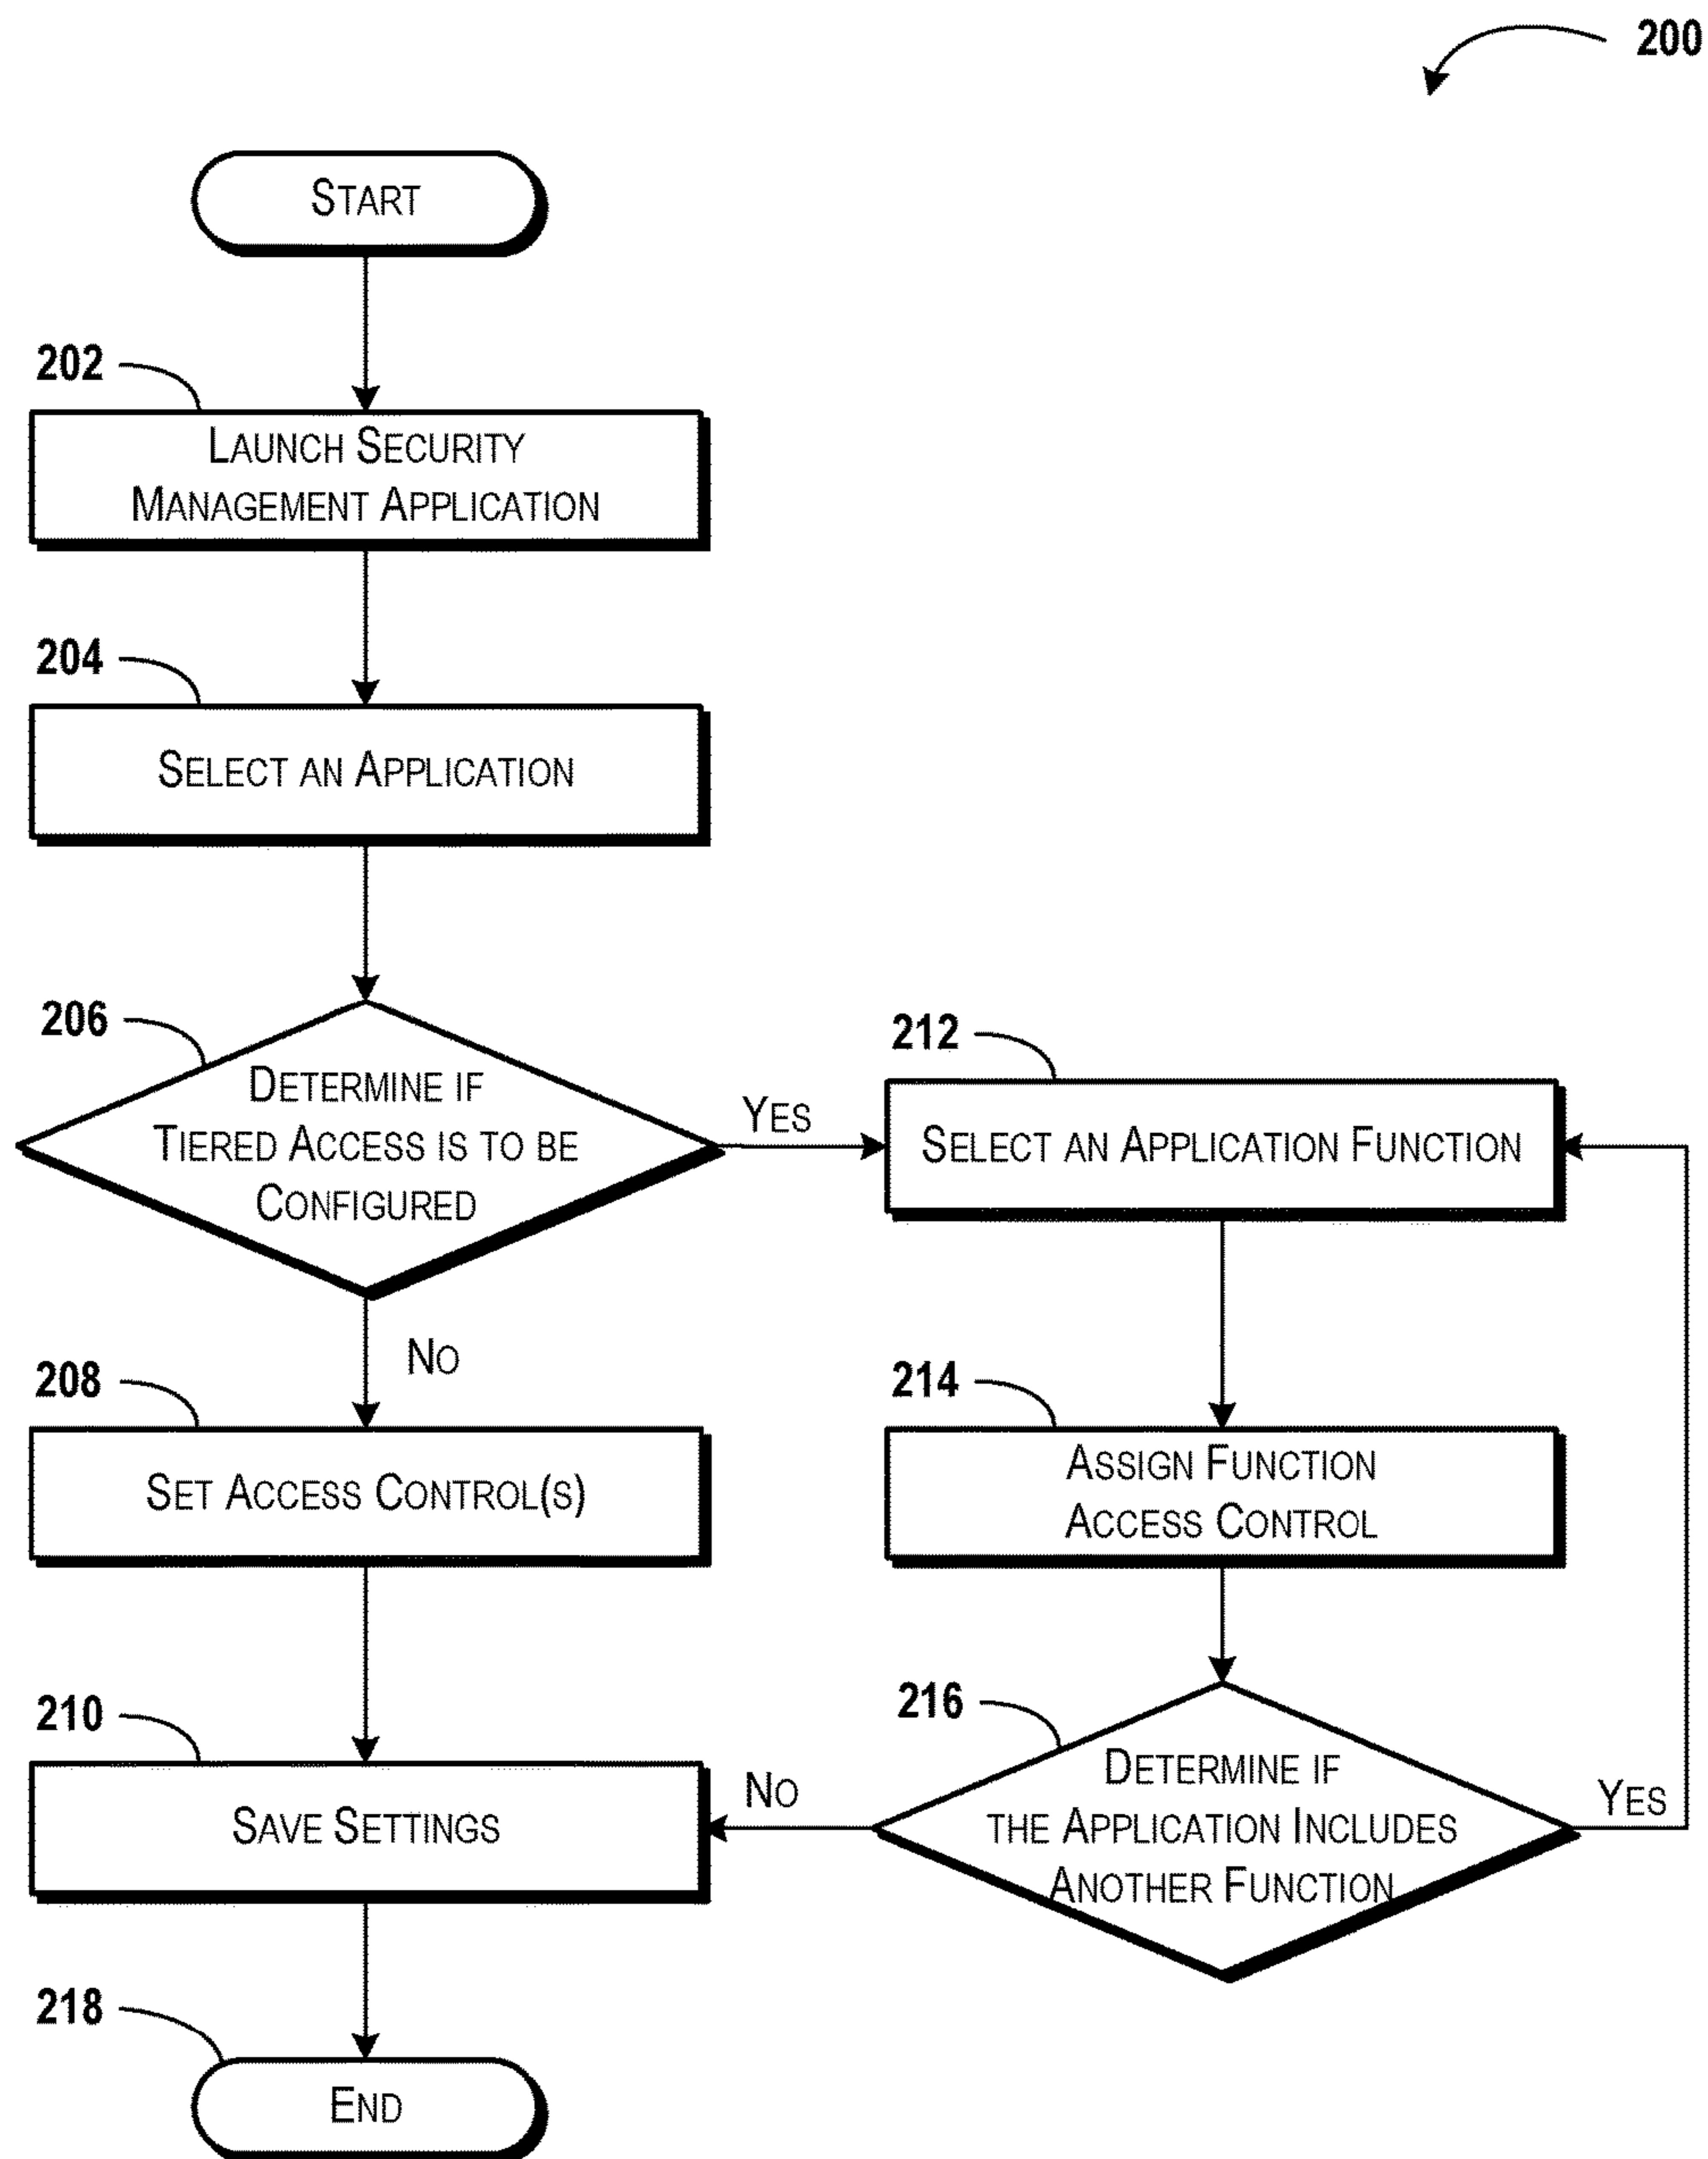 200
START
202
LAUNCH SECURITY
MANAGEMENT APPLICATION
204
SELECT AN APPLICATION
206
DETERMINE IF
TIERED ACCESS IS TO BE
CONFIGURED
YES
NO
212
SELECT AN APPLICATION FUNCTION
208
SET ACCESS CONTROL(S)
214
ASSIGN FUNCTION
ACCESS CONTROL
210
SAVE SETTINGS
216
DETERMINE IF
THE APPLICATION INCLUDES
ANOTHER FUNCTION
NO
YES
218
END